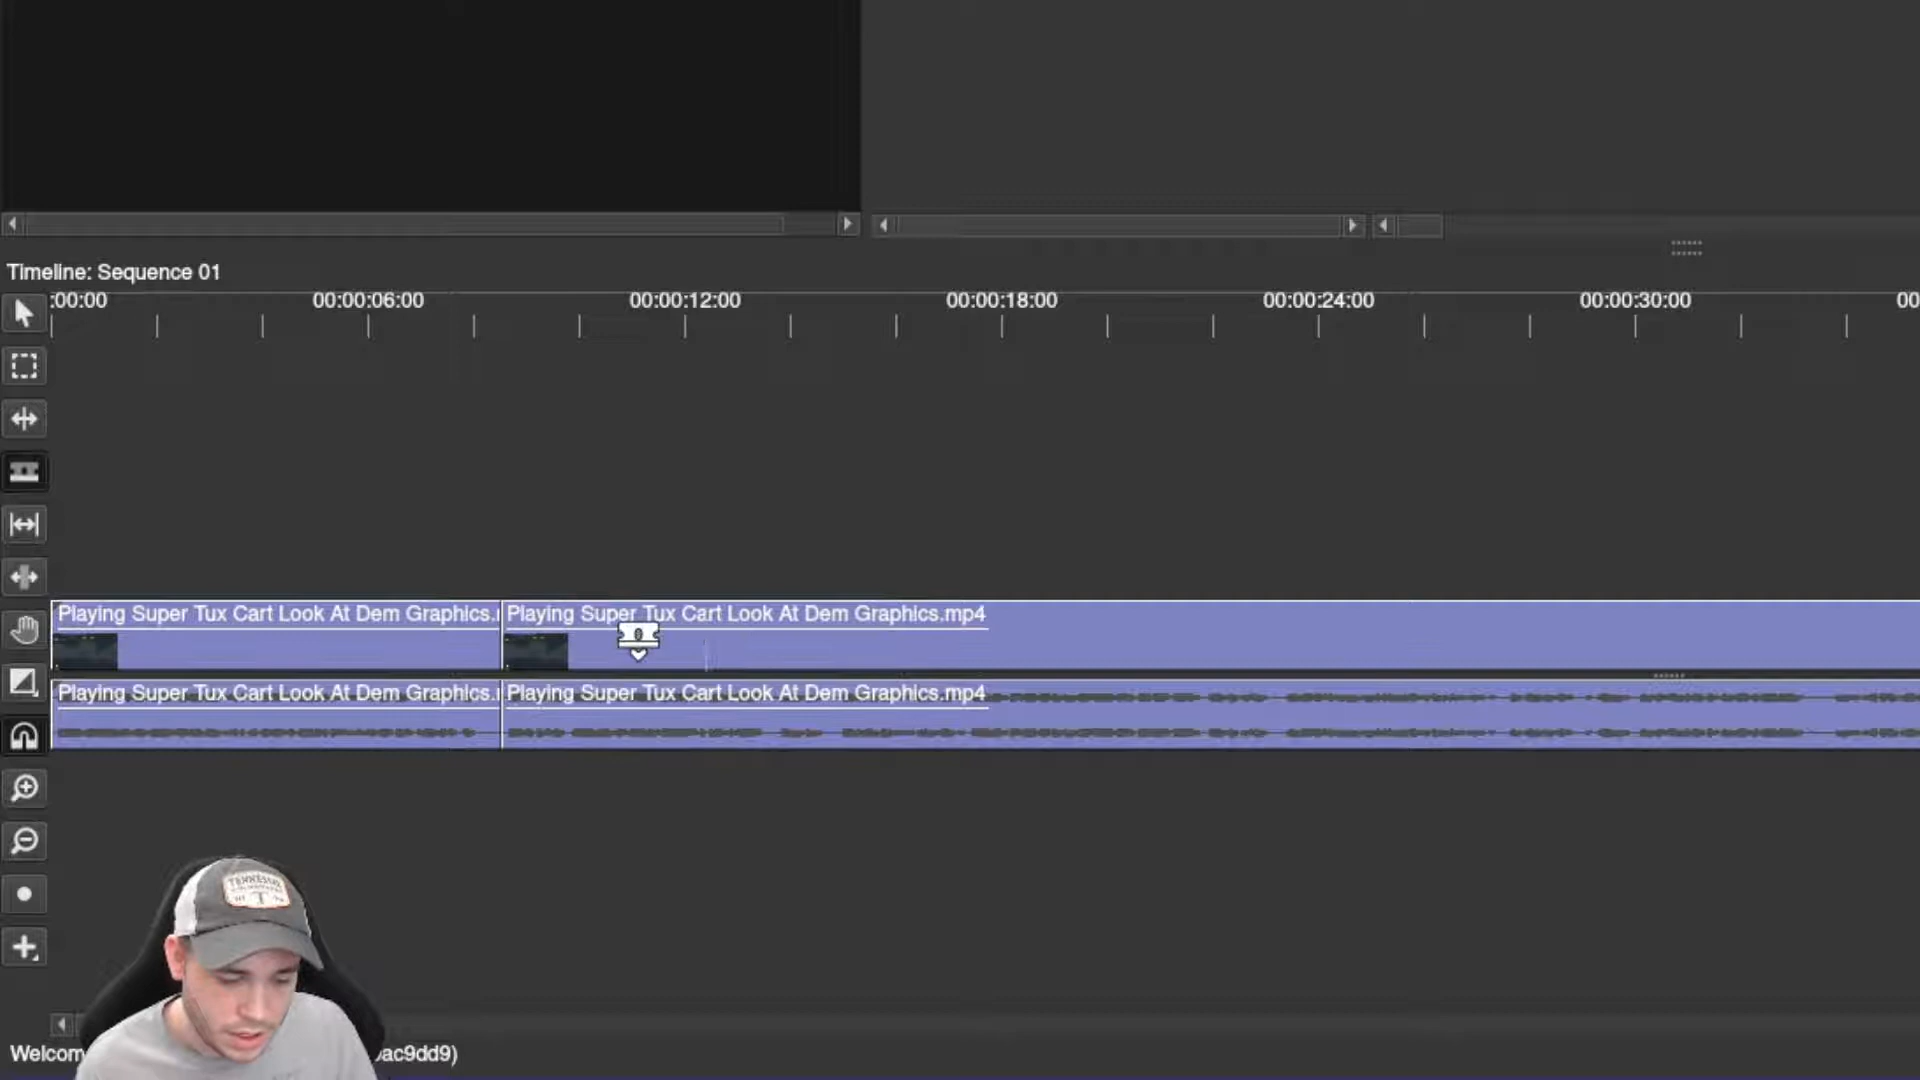 Timeline: Sequence 01
:00:00 00:00:06:00 00:00:12:00 00:00:18:00 00:00:24:00 00:00:30:00 00
Playing Super Tux Cart Look At Dem Graphics. Playing Super Tux Cart Look At Dem Graphics.mp4
Playing Super Tux Cart Look At Dem Graphics. Playing Super Tux Cart Look At Dem Graphics.mp4
TENNESSEE
Welcom ac9dd9)